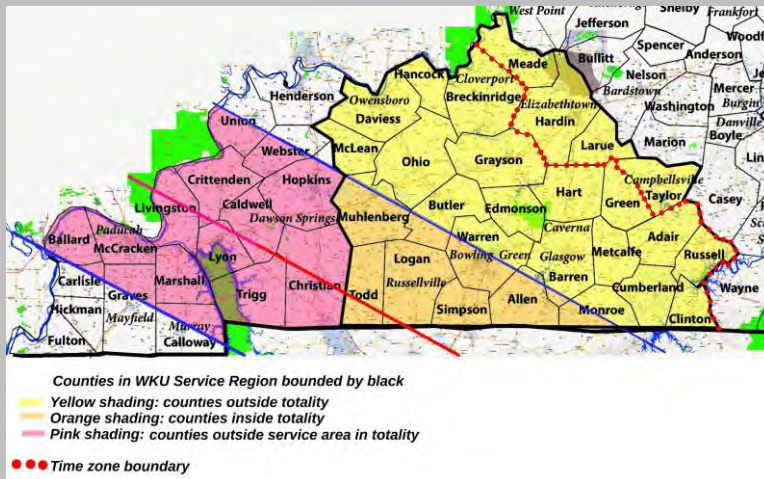 West Point
Shelby
Frankfort
Jefferson
Woodf
Spencer
Anderson
Meade
Bullitt
Hancock
Cloverport
Nelson
Mercer
Henderson
Breckinridge
Bardstown
Burgin
Owensboro
Elizabethtown
Washington
Danville
Union
Daviess
Hardin
Boyle
Webster
McLean
Larue
Marion
Lin
Ohio
Grayson
Crittenden
Hopkins
Campbellsville
Hart
Taylor
Casey
Livingston
Caldwell
Green
Butler
Edmonson
Dawson Springs
Muhlenberg
Paducah
Caverna
Adair
Ballard
McCracken
Warren
Lyon
Logan
Bowling Green
Glasgow
Metcalfe
Russell
Carlisle
Marshall
Barren
Wayne
Russellville
Cumberland
Graves
Trigg
Christian
Todd
Allen
Hickman
Mayfield
Simpson
Monroe
Murray
Clinton
Fulton
Calloway
Counties in WKU Service Region bounded by black
Yellow shading: counties outside totality
Orange shading: counties inside totality
Pink shading: counties outside service area in totality
Time zone boundary